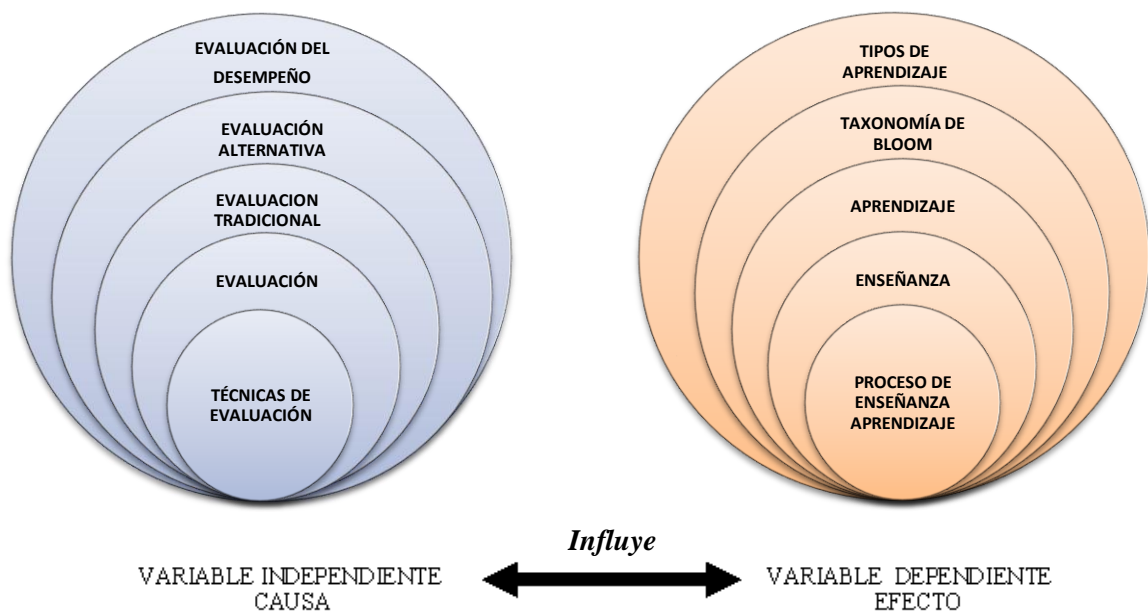 EVALUACIÓN DEL
DESEMPEÑO
EVALUACIÓN
ALTERNATIVA
EVALUACION
TRADICIONAL
EVALUACIÓN
TÉCNICAS DE
EVALUACIÓN
TIPOS DE
APRENDIZAJE
TAXONOMÍA DE
BLOOM
APRENDIZAJE
ENSEÑANZA
PROCESO DE
ENSEÑANZA
APRENDIZAJE
Influye
VARIABLE INDEPENDIENTE
CAUSA
VARIABLE DEPENDIENTE
EFECTO